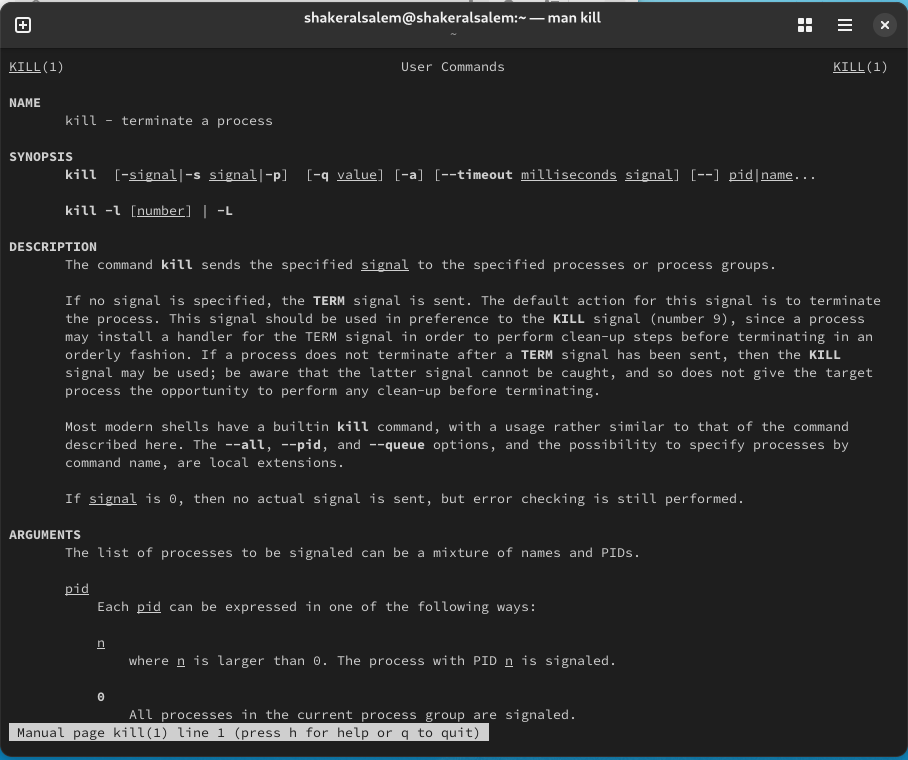 shakeralsalem@shakeralsalem:~ — man kill
~
KILL(1) User Commands KILL(1)
NAME
kill - terminate a process
SYNOPSIS
kill [-signal|-s signal|-p] [-q value] [-a] [--timeout milliseconds signal] [--] pid|name...
kill -l [number] | -L
DESCRIPTION
The command kill sends the specified signal to the specified processes or process groups.
If no signal is specified, the TERM signal is sent. The default action for this signal is to terminate
the process. This signal should be used in preference to the KILL signal (number 9), since a process
may install a handler for the TERM signal in order to perform clean-up steps before terminating in an
orderly fashion. If a process does not terminate after a TERM signal has been sent, then the KILL
signal may be used; be aware that the latter signal cannot be caught, and so does not give the target
process the opportunity to perform any clean-up before terminating.
Most modern shells have a builtin kill command, with a usage rather similar to that of the command
described here. The --all, --pid, and --queue options, and the possibility to specify processes by
command name, are local extensions.
If signal is 0, then no actual signal is sent, but error checking is still performed.
ARGUMENTS
The list of processes to be signaled can be a mixture of names and PIDs.
pid
Each pid can be expressed in one of the following ways:
n
where n is larger than 0. The process with PID n is signaled.
0
All processes in the current process group are signaled.
Manual page kill(1) line 1 (press h for help or q to quit)